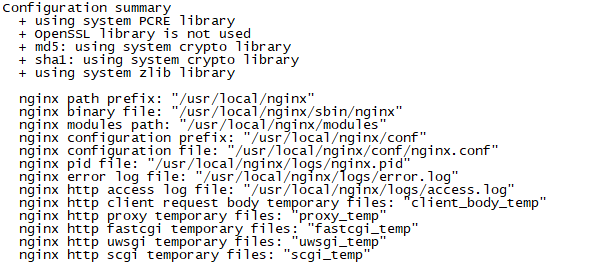 Configuration summary
+ using system PCRE library
+ OpenSSL library is not used
+ md5: using system crypto library
+ sha1: using system crypto library
+ using system zlib library
nginx path prefix: "/usr/local/nginx"
nginx binary file: "/usr/local/nginx/sbin/nginx"
nginx modules path: "/usr/local/nginx/modules"
nginx configuration prefix: "/usr/local/nginx/conf"
nginx configuration file: "/usr/local/nginx/conf/nginx.conf"
nginx pid file: "/usr/local/nginx/logs/nginx.pid"
nginx error log file: "/usr/local/nginx/logs/error.log"
nginx http access log file: "/usr/local/nginx/logs/access.log"
nginx http client request body temporary files: "client_body_temp"
nginx http proxy temporary files: "proxy_temp"
nginx http fastcgi temporary files: "fastcgi_temp"
nginx http uwsgi temporary files: "uwsgi_temp"
nginx http scgi temporary files: "scgi_temp"